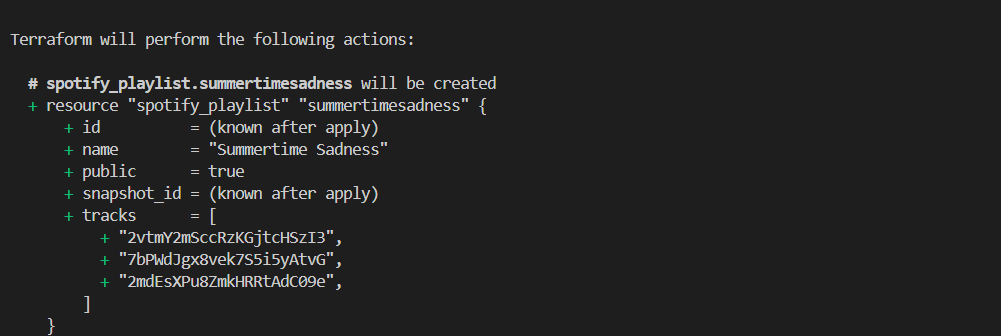 Terraform will perform the following actions:
# spotify_playlist.summertimesadness will be created
+ resource "spotify_playlist" "summertimesadness" {
+ id = (known after apply)
+ name = "Summertime Sadness"
+ public = true
+ snapshot_id = (known after apply)
+ tracks = [
+ "2vtmY2mSccRzKGjtcHSzI3",
+ "7bPWdJgx8vek7S5i5yAtvG",
+ "2mdEsXPu8ZmkHRRtAdC09e",
]
}